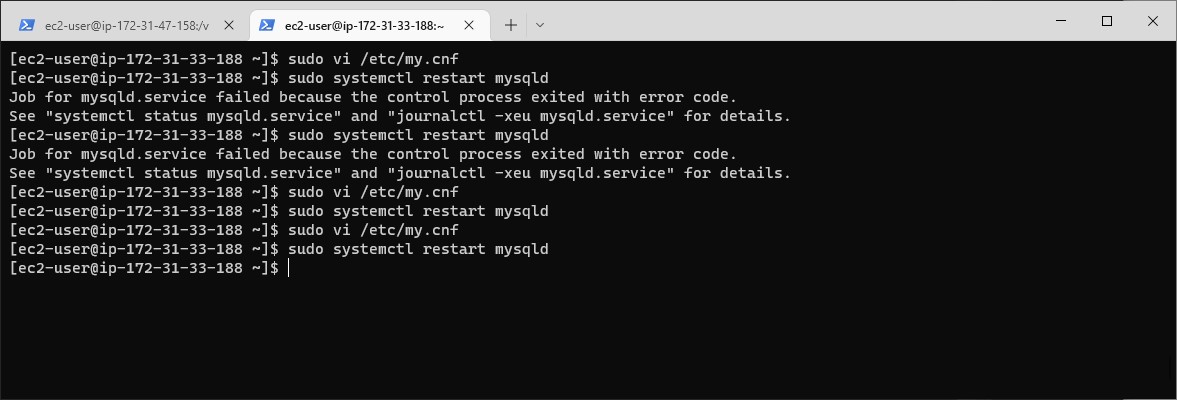 ec2-user@ip-172-31-47-158:/v
ec2-user@ip-172-31-33-188:~
[ec2-user@ip-172-31-33-188 ~]$ sudo vi /etc/my.cnf
[ec2-user@ip-172-31-33-188 ~]$ sudo systemctl restart mysqld
Job for mysqld.service failed because the control process exited with error code.
See "systemctl status mysqld.service" and "journalctl -xeu mysqld.service" for details.
[ec2-user@ip-172-31-33-188 ~]$ sudo systemctl restart mysqld
Job for mysqld.service failed because the control process exited with error code.
See "systemctl status mysqld.service" and "journalctl -xeu mysqld.service" for details.
[ec2-user@ip-172-31-33-188 ~]$ sudo vi /etc/my.cnf
[ec2-user@ip-172-31-33-188 ~]$ sudo systemctl restart mysqld
[ec2-user@ip-172-31-33-188 ~]$ sudo vi /etc/my.cnf
[ec2-user@ip-172-31-33-188 ~]$ sudo systemctl restart mysqld
[ec2-user@ip-172-31-33-188 ~]$